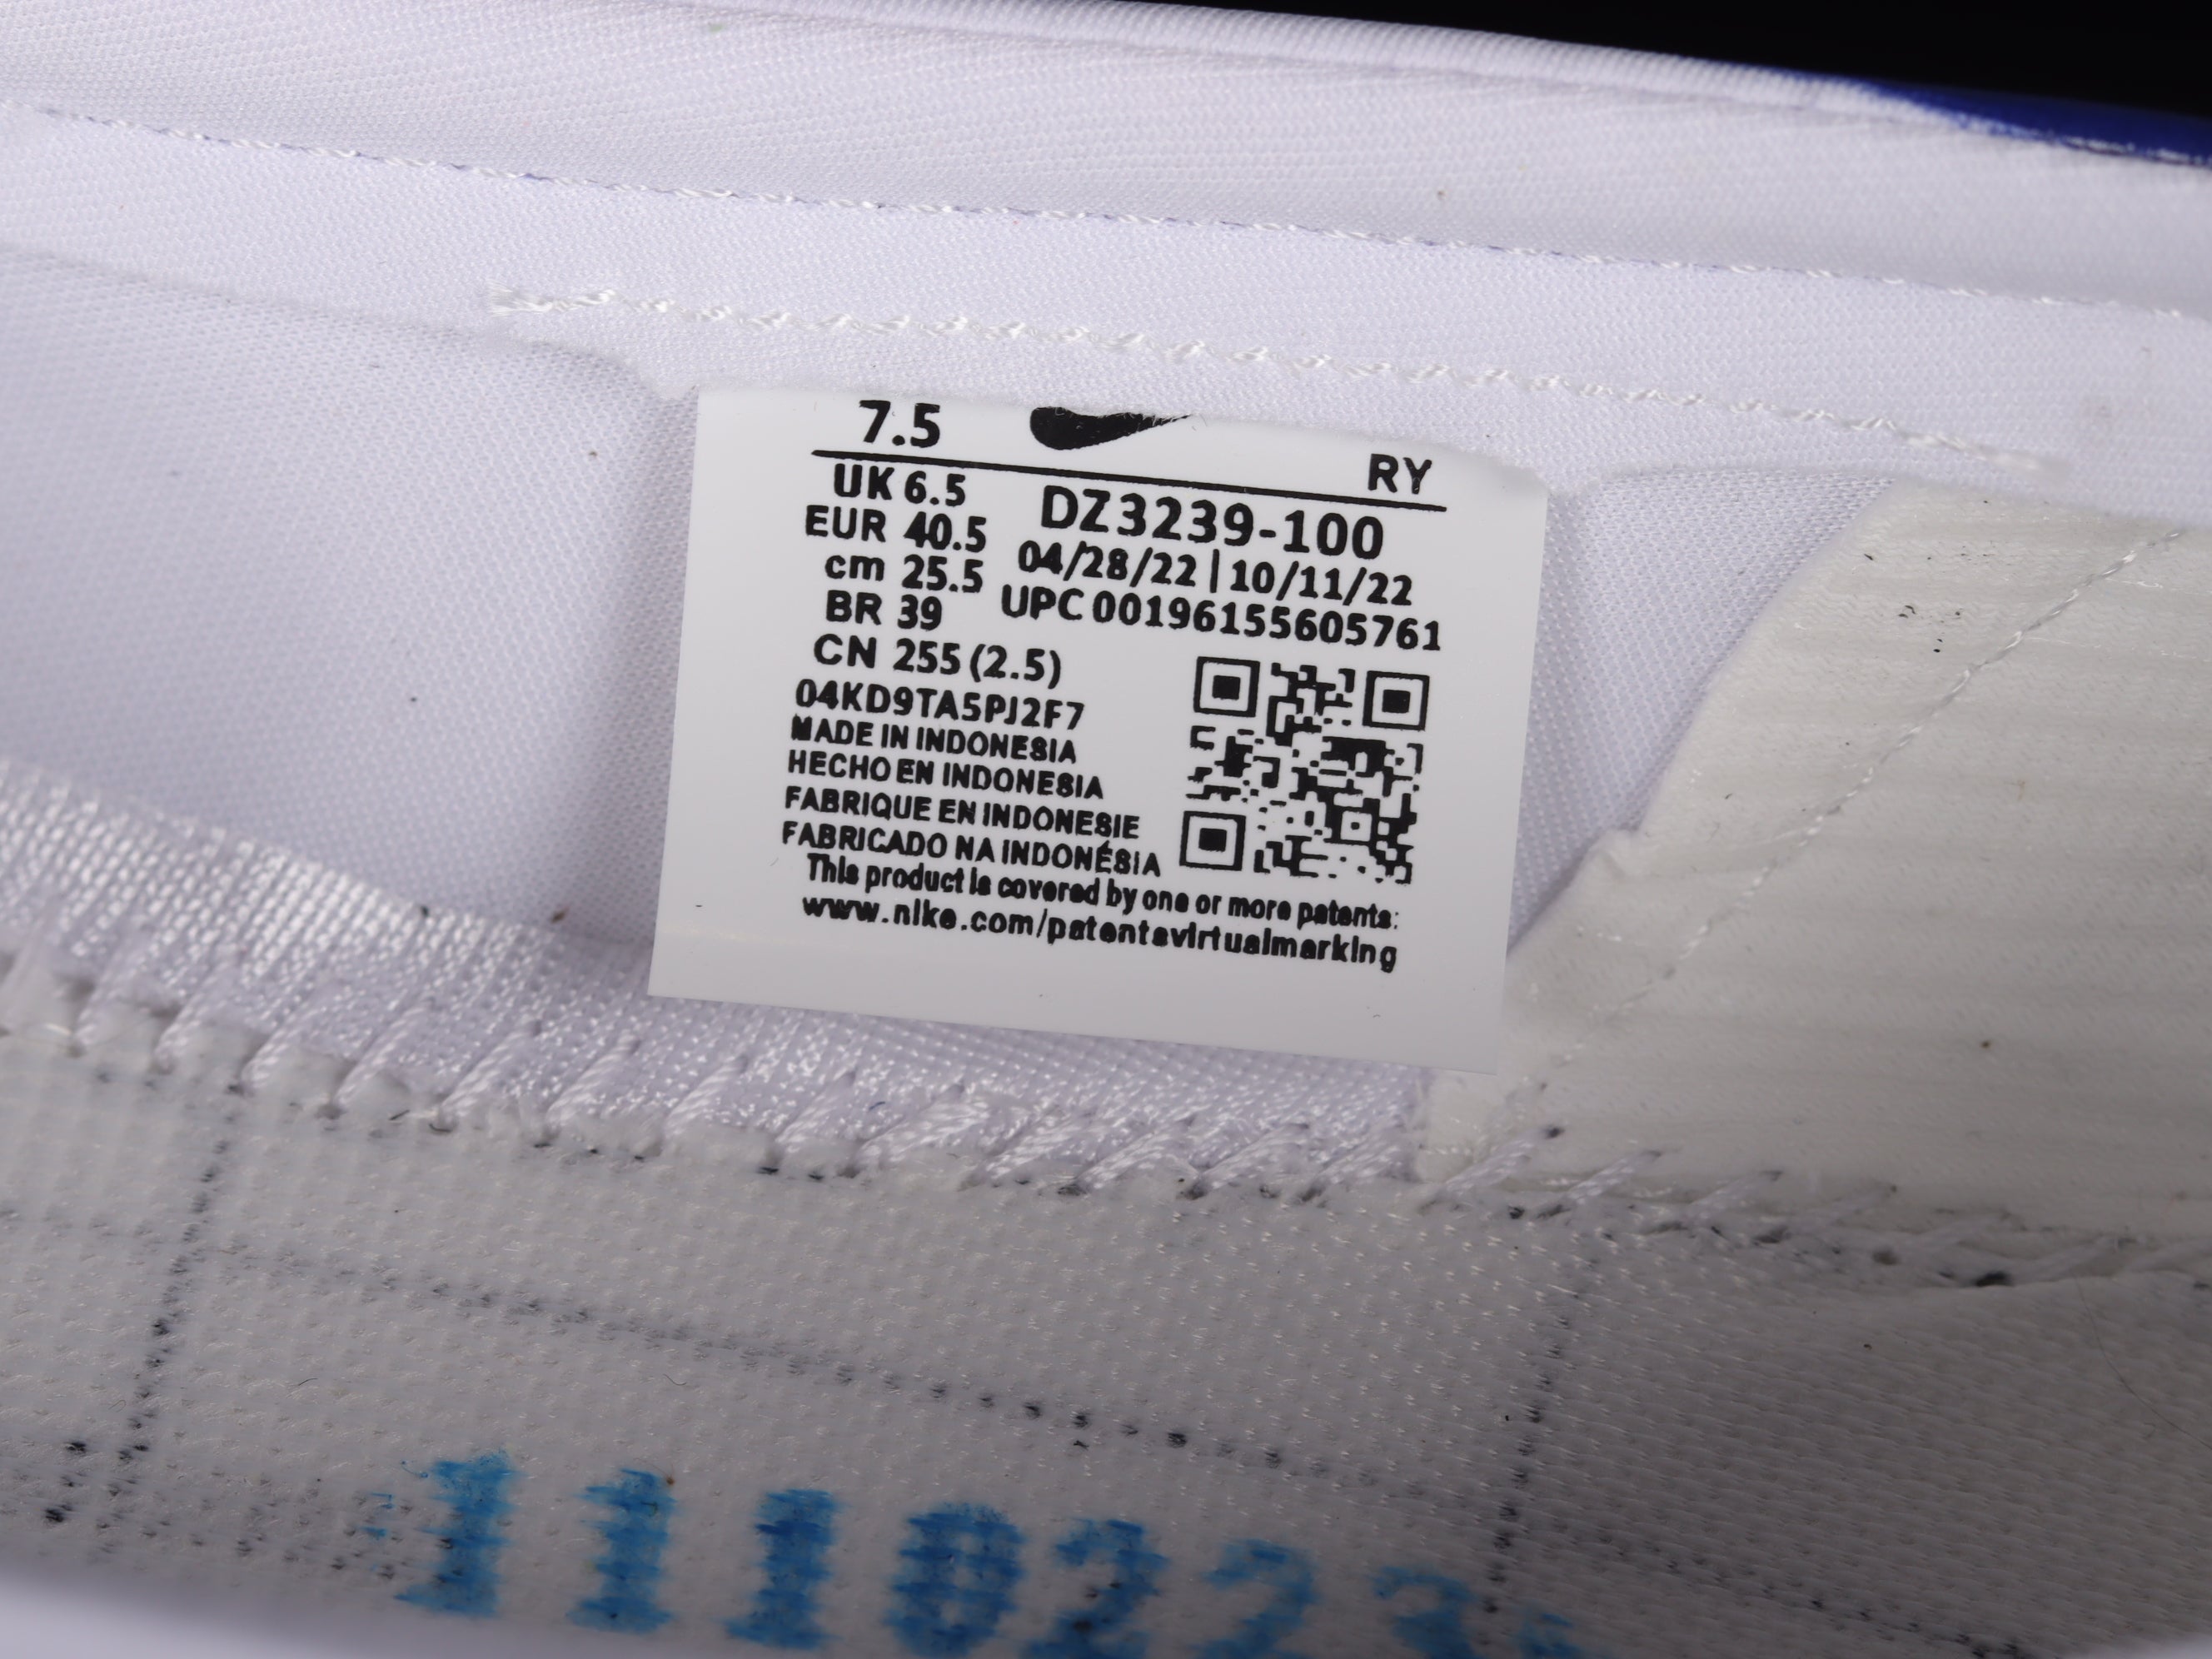 7.5
RY
UK 6.5
EUR 40.5
cm 25.5
BR 39
CN 255 (2.5)
DZ3239-100
04/28/22 | 10/11/22
UPC 00196155605761
04KD9TA5PJ2F7
MADE IN INDONESIA
HECHO EN INDONESIA
FABRIQUE EN INDONESIE
FABRICADO NA INDONÉSIA
This product is covered by one or more patents:
www.nike.com/patentsvirtualmarking